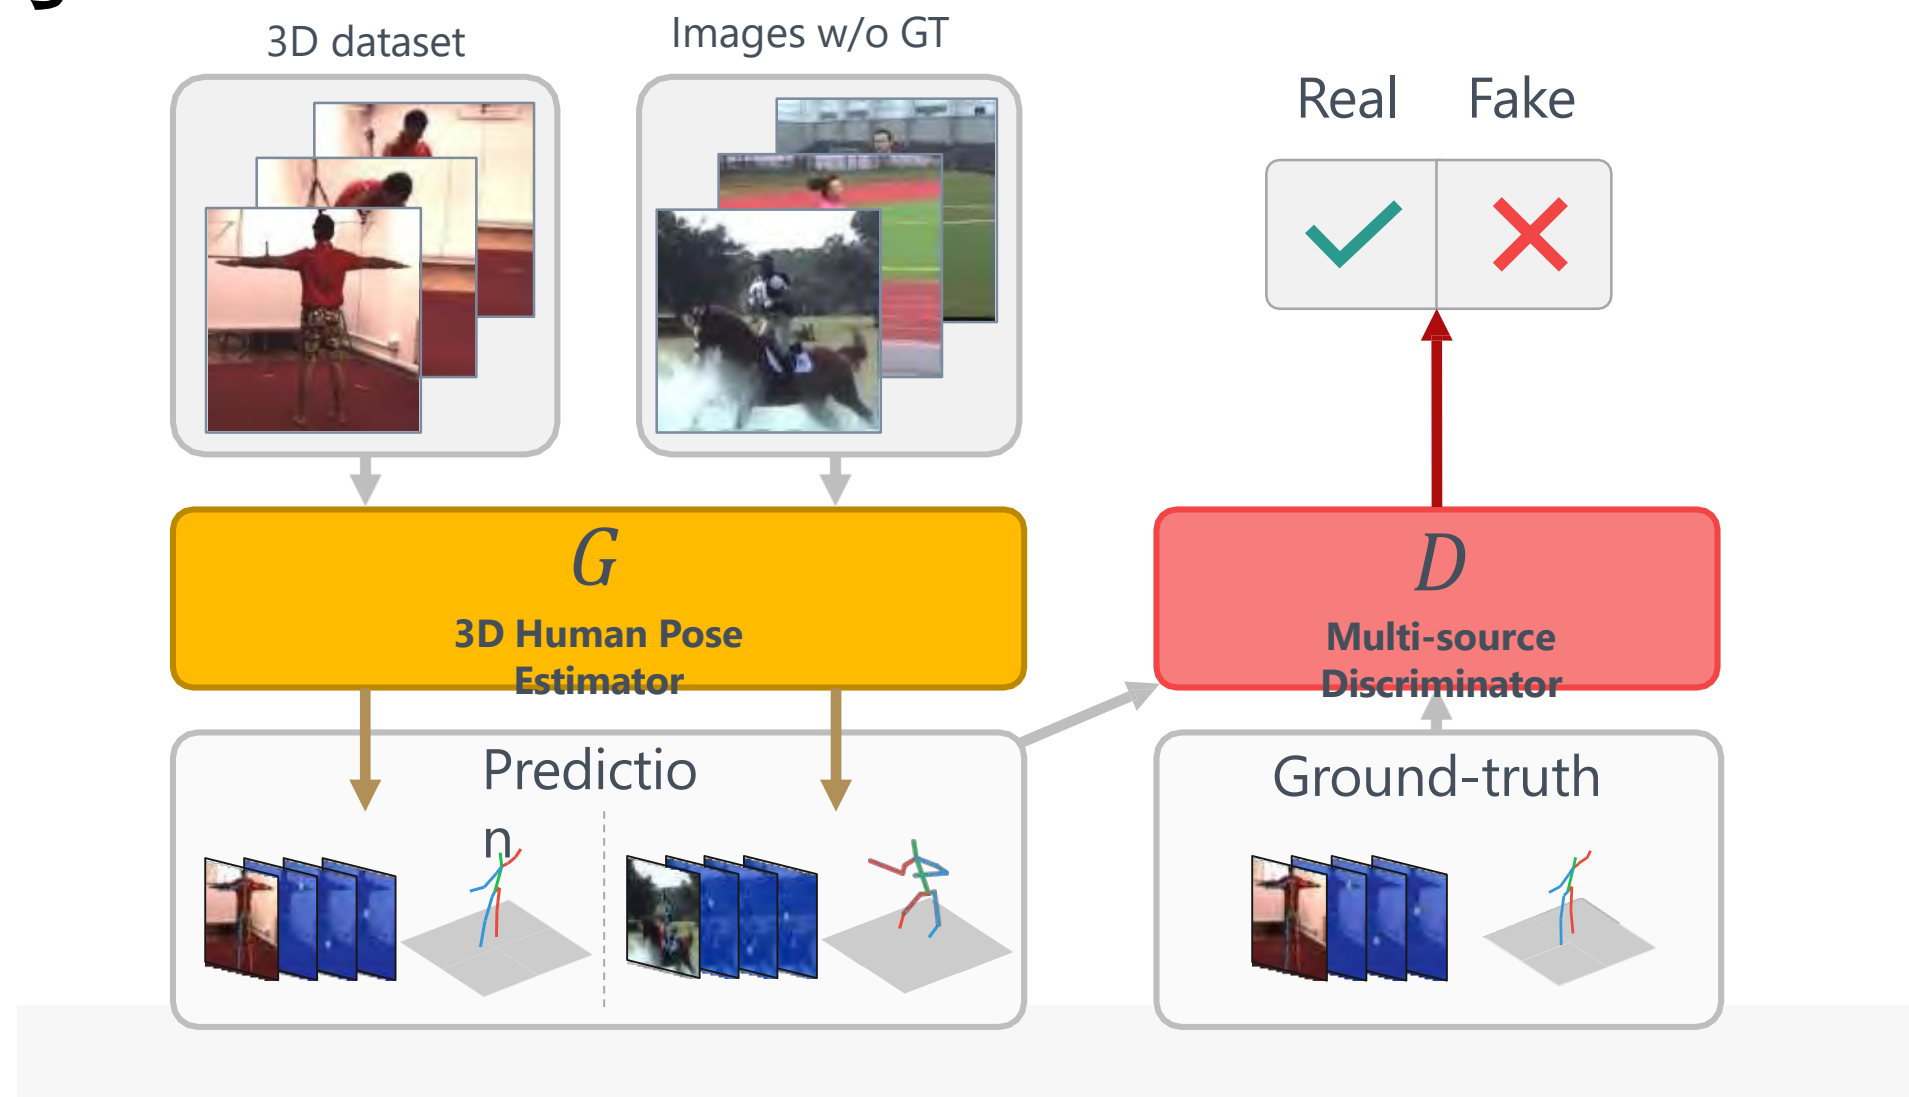 3D dataset
Images w/o GT
Real
Fake
G
3D Human Pose
Estimator
D
Multi-source
Discriminator
Predictio
n
Ground-truth